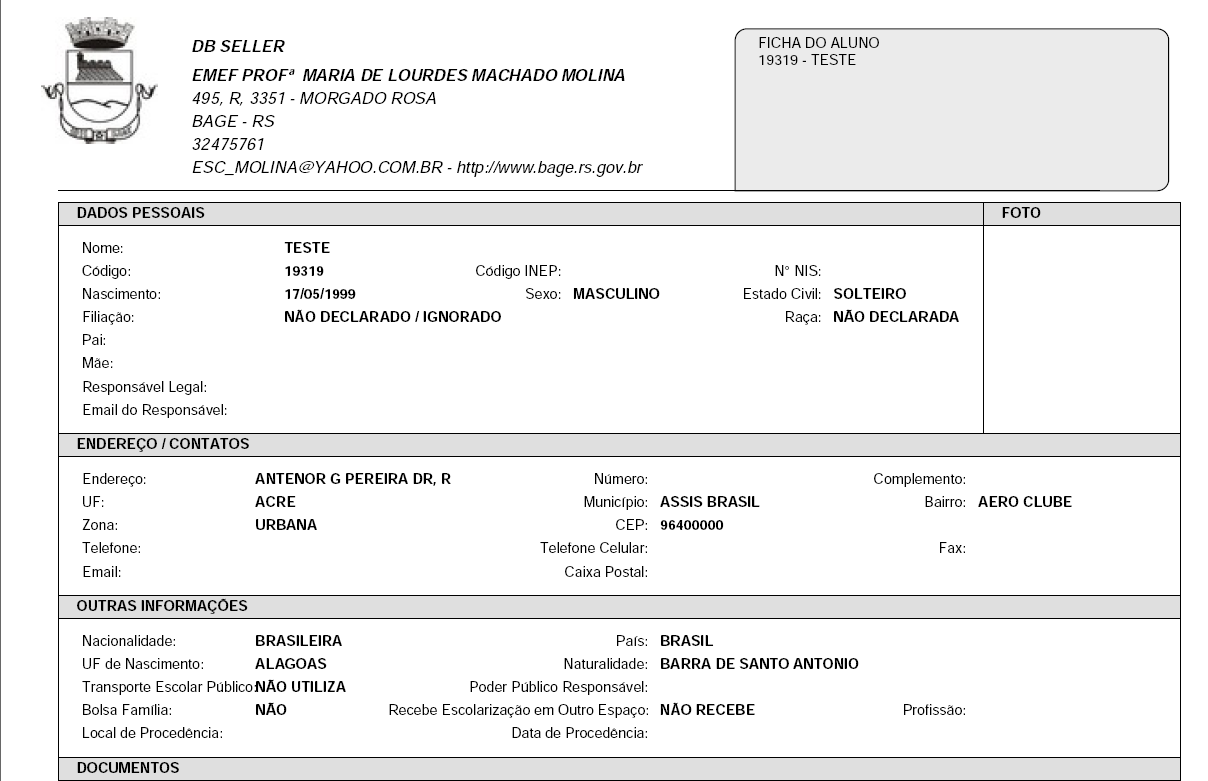 DB SELLER
EMEF PROFª MARIA DE LOURDES MACHADO MOLINA
495, R, 3351 - MORGADO ROSA
BAGE - RS
32475761
ESC_MOLINA@YAHOO.COM.BR - http://www.bage.rs.gov.br
FICHA DO ALUNO
19319 - TESTE
DADOS PESSOAIS FOTO
Nome: TESTE
Código: 19319 Código INEP: N° NIS:
Nascimento: 17/05/1999 Sexo: MASCULINO Estado Civil: SOLTEIRO
Filiação: NÃO DECLARADO / IGNORADO Raça: NÃO DECLARADA
Pai:
Mãe:
Responsável Legal:
Email do Responsável:
ENDEREÇO / CONTATOS
Endereço: ANTENOR G PEREIRA DR, R Número: Complemento:
UF: ACRE Município: ASSIS BRASIL Bairro: AERO CLUBE
Zona: URBANA CEP: 96400000
Telefone: Telefone Celular: Fax:
Email: Caixa Postal:
OUTRAS INFORMAÇÕES
Nacionalidade: BRASILEIRA País: BRASIL
UF de Nascimento: ALAGOAS Naturalidade: BARRA DE SANTO ANTONIO
Transporte Escolar Público: NÃO UTILIZA Poder Público Responsável:
Bolsa Família: NÃO Recebe Escolarização em Outro Espaço: NÃO RECEBE Profissão:
Local de Procedência: Data de Procedência:
DOCUMENTOS